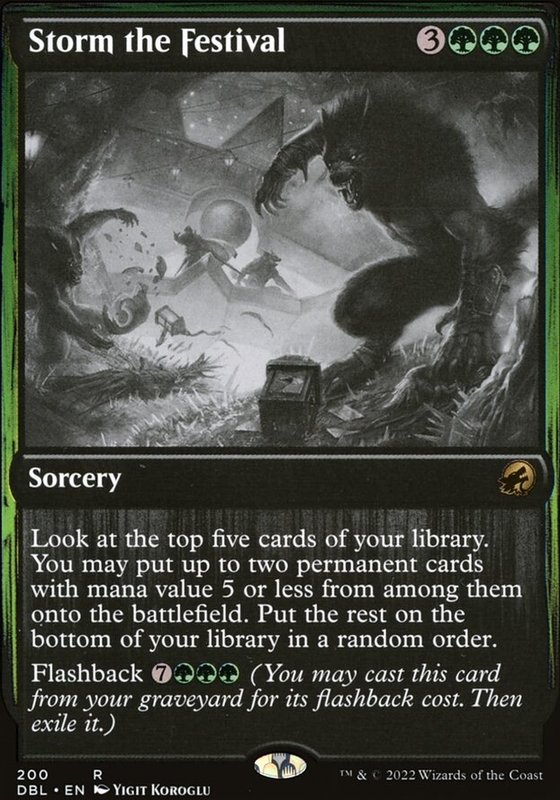 Storm the Festival 3
Sorcery
Look at the top five cards of your library.
You may put up to two permanent cards
with mana value 5 or less from among them
onto the battlefield. Put the rest on the
bottom of your library in a random order.
Flashback 7 (You may cast this card
from your graveyard for its flashback cost. Then
exile it.)
200 R
DBL • EN Yigit Koroglu
™ & © 2022 Wizards of the Coast